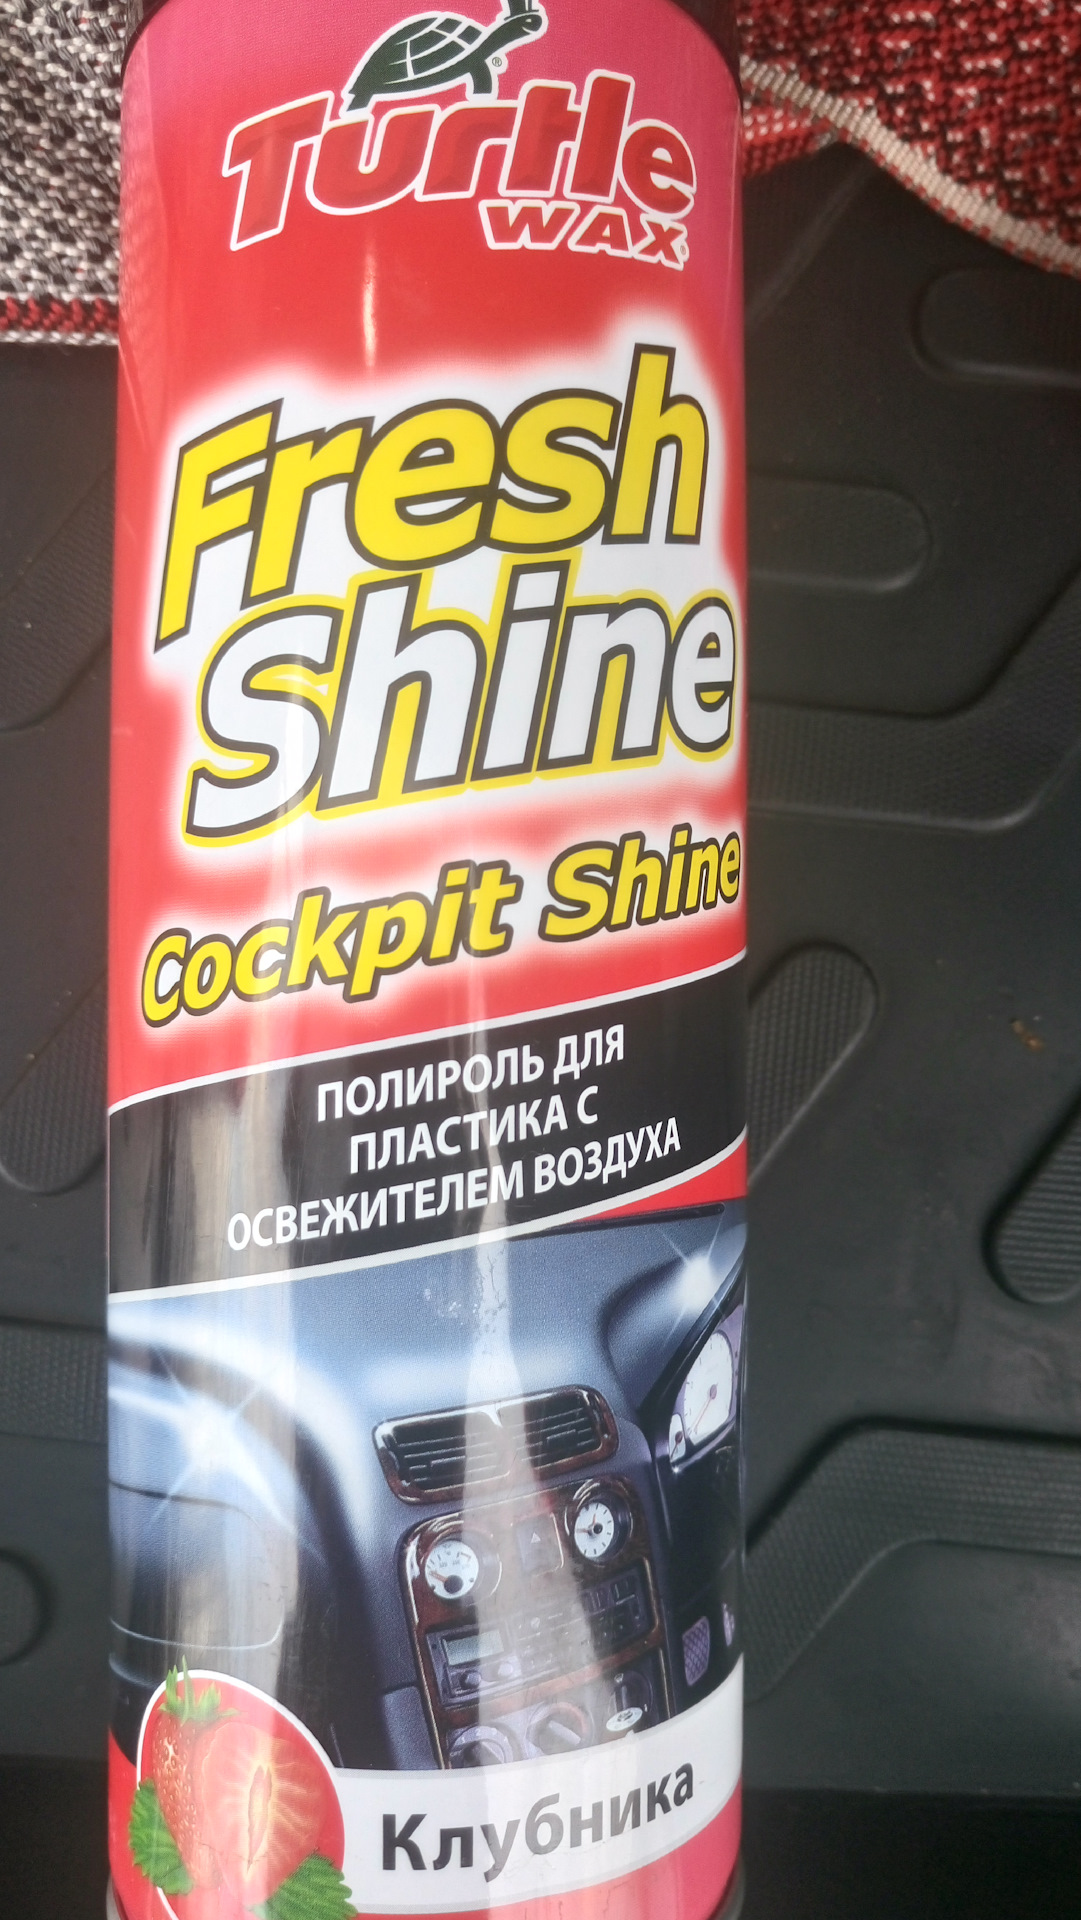 Turtle
WAX
Fresh
Shine
Cockpit Shine
ПОЛИРОЛЬ ДЛЯ
ПЛАСТИКА С
ОСВЕЖИТЕЛЕМ ВОЗДУХА
Клубника